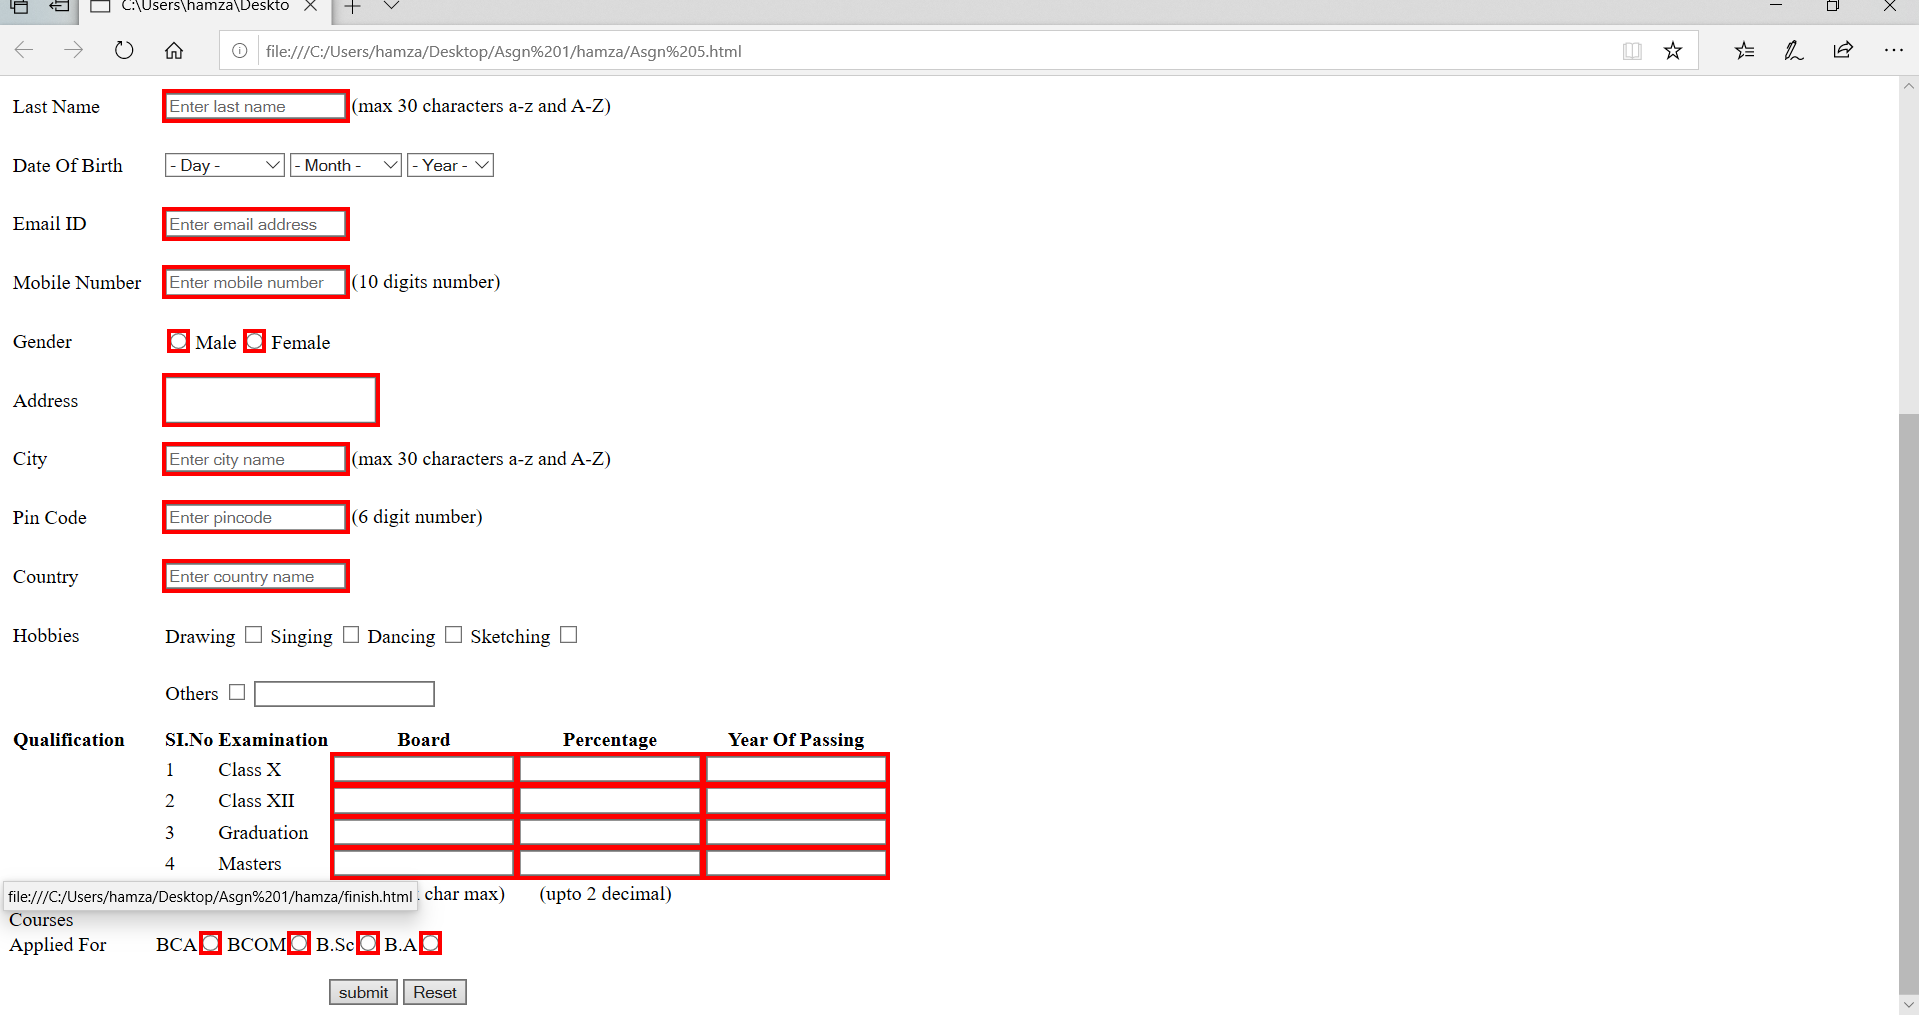 C:\Users\hamza\Deskto
file:///C:/Users/hamza/Desktop/Asgn%201/hamza/Asgn%205.html
Last Name Enter last name (max 30 characters a-z and A-Z)
Date Of Birth - Day - - Month - - Year -
Email ID Enter email address
Mobile Number Enter mobile number (10 digits number)
Gender Male Female
Address
City Enter city name (max 30 characters a-z and A-Z)
Pin Code Enter pincode (6 digit number)
Country Enter country name
Hobbies Drawing Singing Dancing Sketching
Others
Qualification SI.No Examination Board Percentage Year Of Passing
1 Class X
2 Class XII
3 Graduation
4 Masters
file:///C:/Users/hamza/Desktop/Asgn%201/hamza/finish.html char max) (upto 2 decimal)
Courses
Applied For BCA BCOM B.Sc B.A
submit Reset